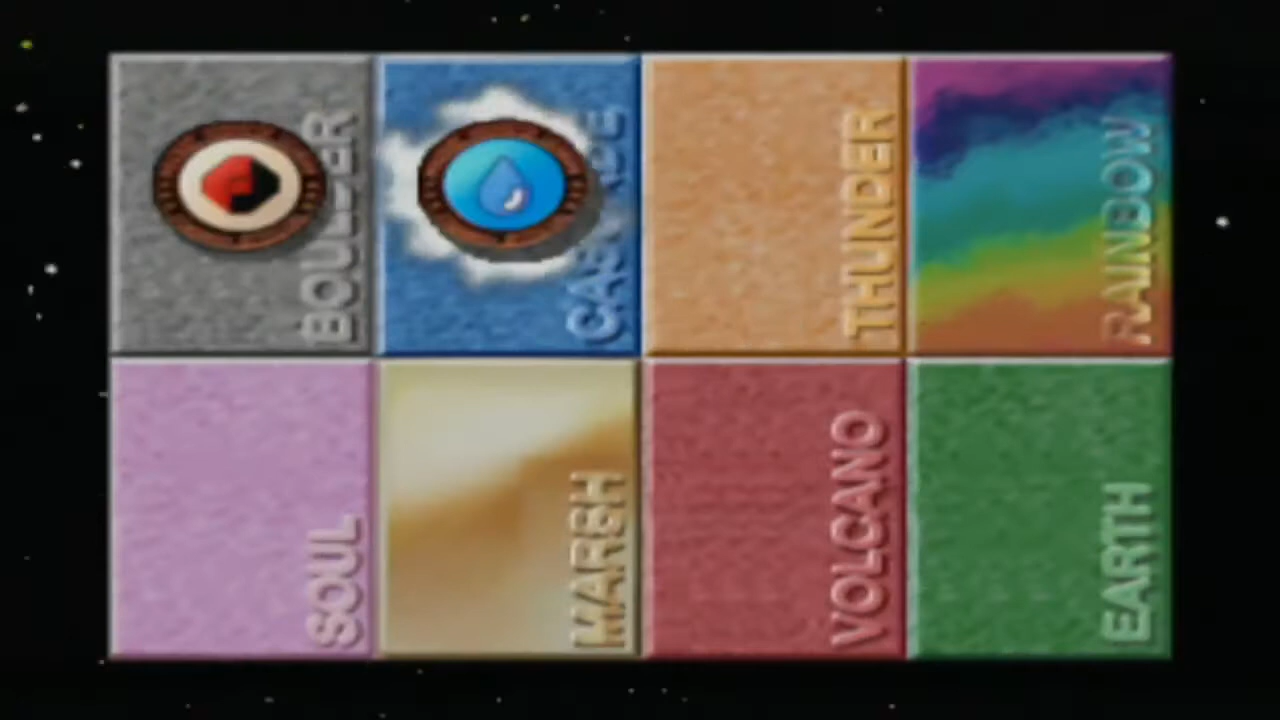 BOULDER
CASCADE
THUNDER
RAINBOW
SOUL
MARSH
VOLCANO
EARTH